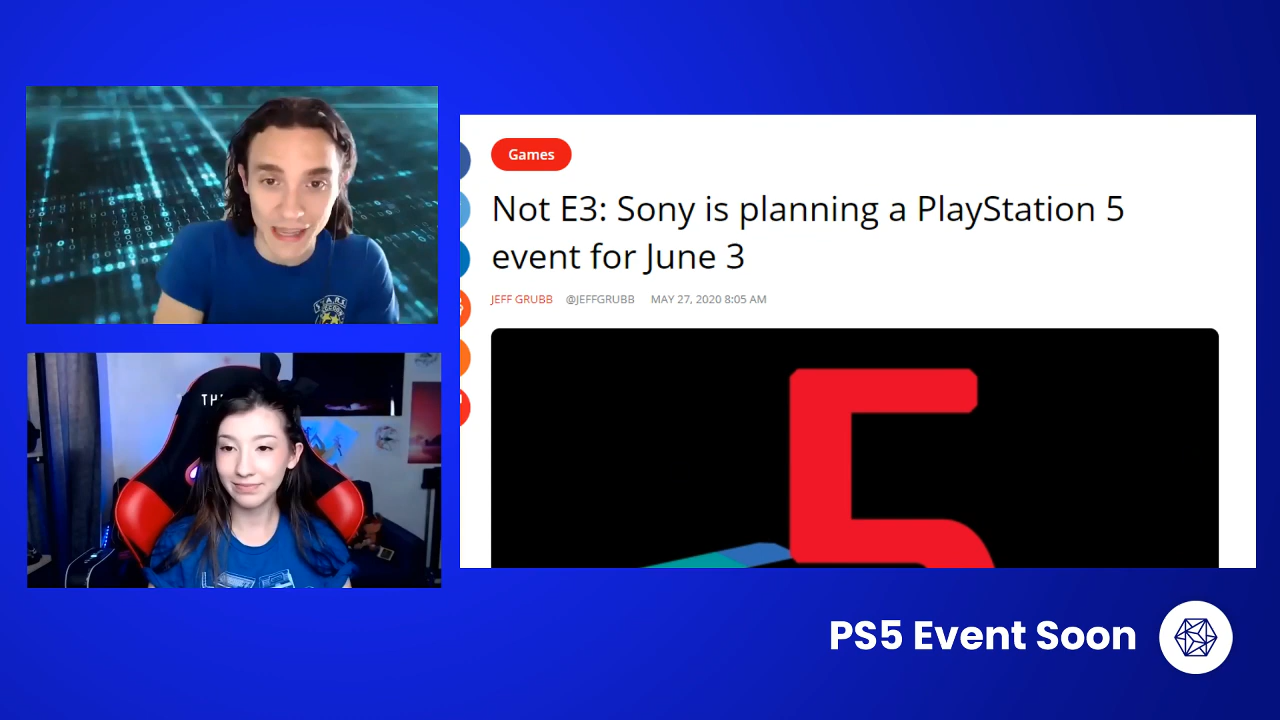 Games
Not E3: Sony is planning a PlayStation 5
event for June 3
JEFF GRUBB @JEFFGRUBB MAY 27, 2020 8:05 AM
5
S.T.A.R.S.
TH
PS5 Event Soon